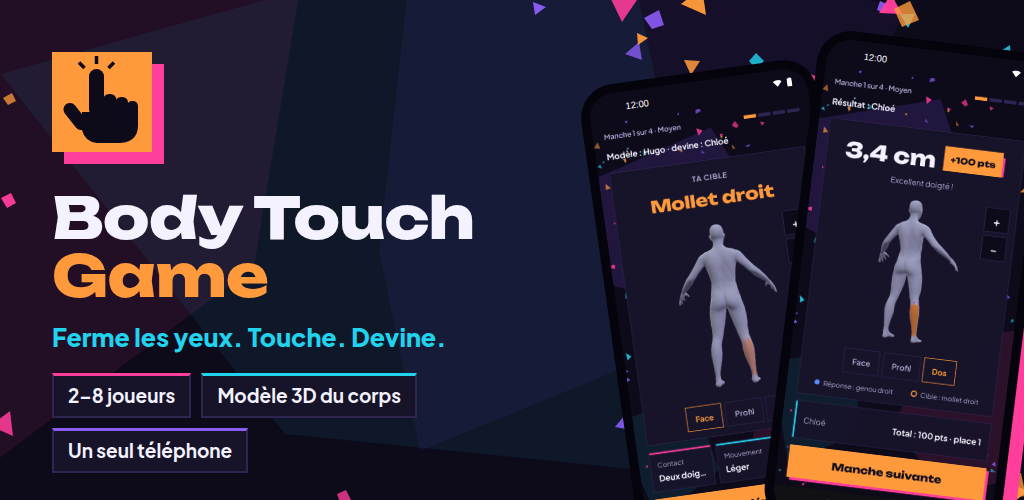 Body Touch
Game
Ferme les yeux. Touche. Devine.
2–8 joueurs
Modèle 3D du corps
Un seul téléphone
12:00
Manche 1 sur 4 · Moyen
Modèle : Hugo · devine : Chloé
TA CIBLE
Mollet droit
+
Face
Profil
Contact
Deux doig...
Mouvement
Léger
12:00
Manche 1 sur 4 · Moyen
Résultat · Chloé
3,4 cm
+100 pts
Excellent doigté !
+
−
Face
Profil
Dos
Réponse : genou droit
Cible : mollet droit
Chloé
Total : 100 pts · place 1
Manche suivante